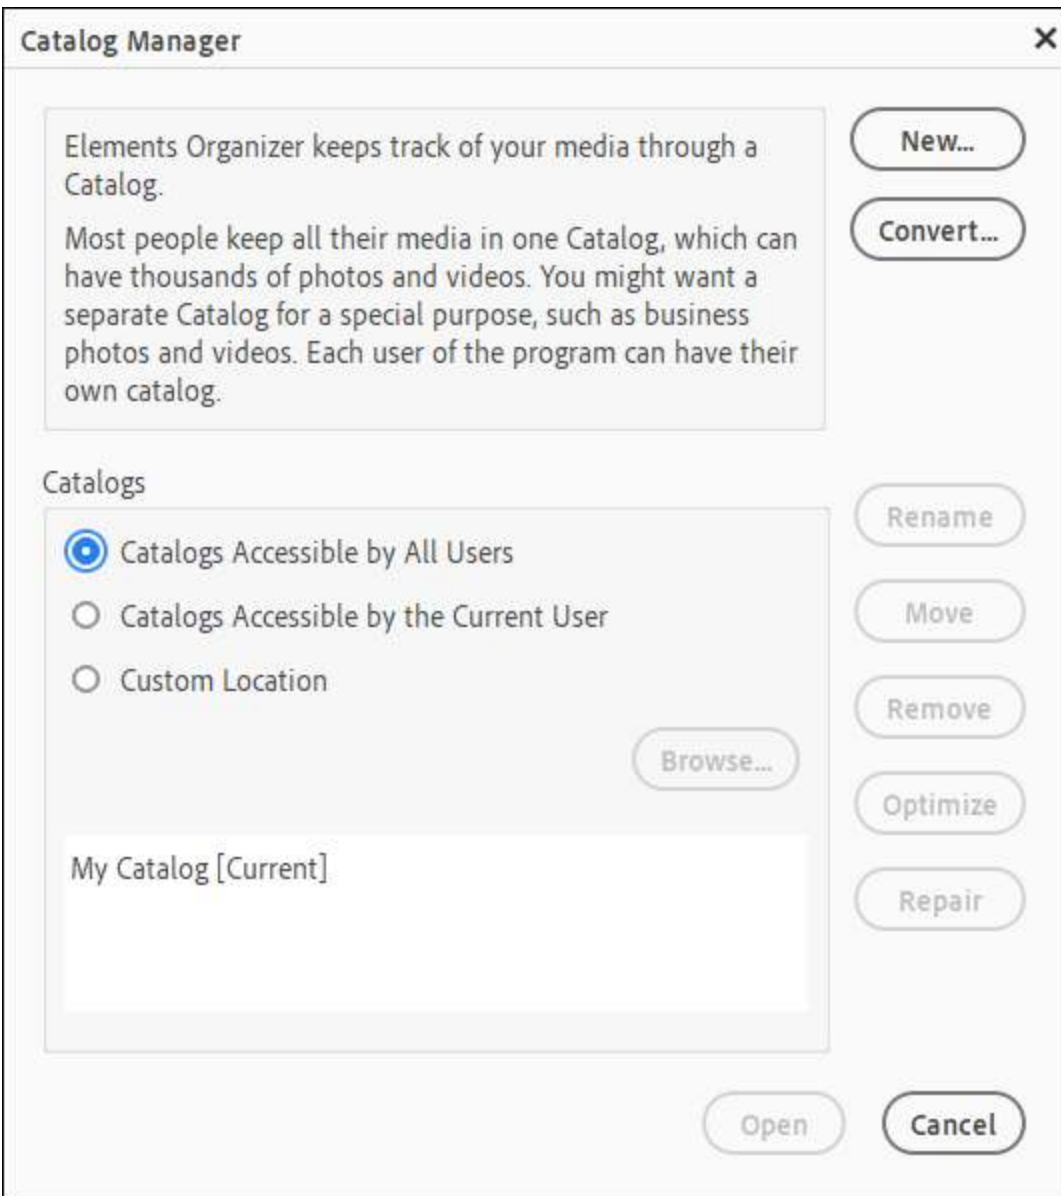 Catalog Manager
Elements Organizer keeps track of your media through a
Catalog.
Most people keep all their media in one Catalog, which can
have thousands of photos and videos. You might want a
separate Catalog for a special purpose, such as business
photos and videos. Each user of the program can have their
own catalog.
New...
Convert...
Catalogs
Catalogs Accessible by All Users
Catalogs Accessible by the Current User
Custom Location
Browse...
My Catalog [Current]
Rename
Move
Remove
Optimize
Repair
Open
Cancel